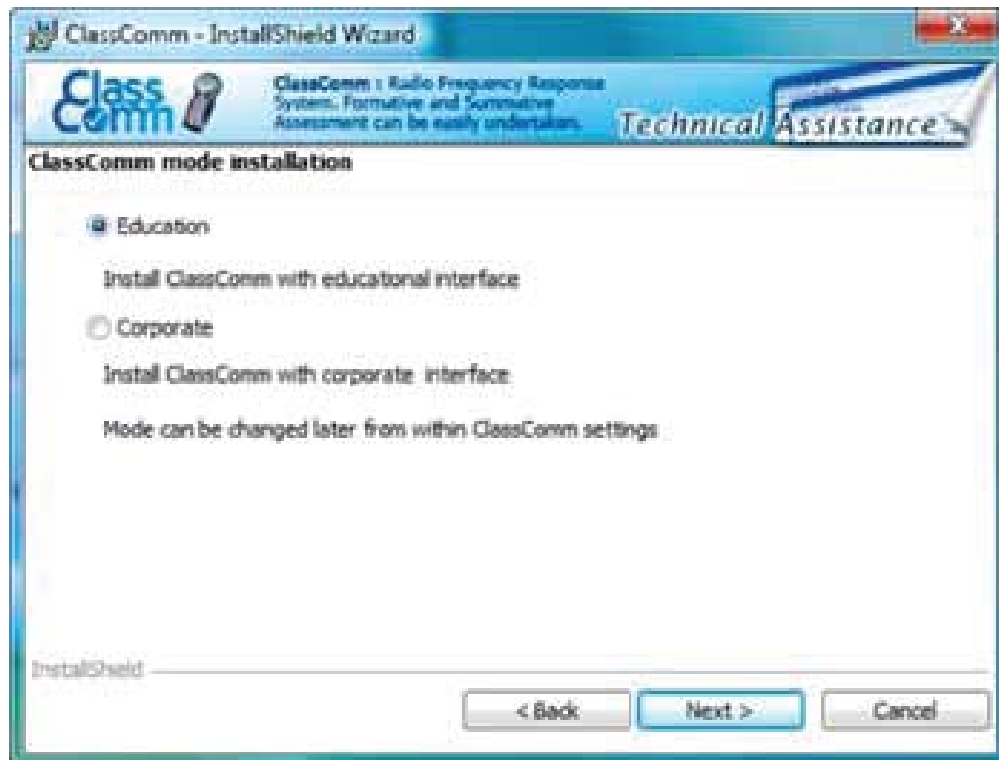 ClassComm - InstallShield Wizard
Class
Comm
ClassComm : Radio Frequency Response
System. Formative and Summative
Assessment can be easily undertaken.
Technical Assistance
ClassComm mode installation
Education
Install ClassComm with educational interface
Corporate
Install ClassComm with corporate interface
Mode can be changed later from within ClassComm settings
InstallShield
< Back
Next >
Cancel